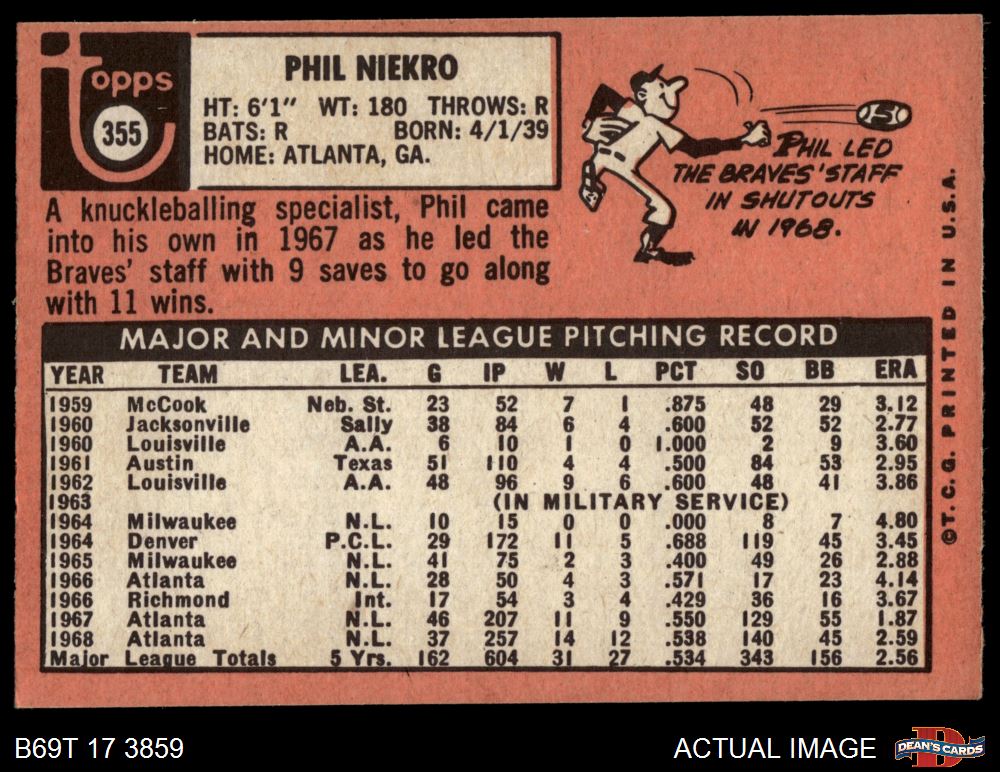 topps
355
PHIL NIEKRO
HT: 6'1" WT: 180 THROWS: R
BATS: R BORN: 4/1/39
HOME: ATLANTA, GA.
PHIL LED
THE BRAVES' STAFF
IN SHUTOUTS
IN 1968.
A knuckleballing specialist, Phil came
into his own in 1967 as he led the
Braves' staff with 9 saves to go along
with 11 wins.
MAJOR AND MINOR LEAGUE PITCHING RECORD
YEAR TEAM LEA. G IP W L PCT SO BB ERA
1959 McCook Neb. St. 23 52 7 1 .875 48 29 3.12
1960 Jacksonville Sally 38 84 6 4 .600 52 52 2.77
1960 Louisville A.A. 6 10 1 0 1.000 2 9 3.60
1961 Austin Texas 51 110 4 4 .500 84 53 2.95
1962 Louisville A.A. 48 96 9 6 .600 48 41 3.86
1963 (IN MILITARY SERVICE)
1964 Milwaukee N.L. 10 15 0 0 .000 8 7 4.80
1964 Denver P.C.L. 29 172 11 5 .688 119 45 3.45
1965 Milwaukee N.L. 41 75 2 3 .400 49 26 2.88
1966 Atlanta N.L. 28 50 4 3 .571 17 23 4.14
1966 Richmond Int. 17 54 3 4 .429 36 16 3.67
1967 Atlanta N.L. 46 207 11 9 .550 129 55 1.87
1968 Atlanta N.L. 37 257 14 12 .538 140 45 2.59
Major League Totals 5 Yrs. 162 604 31 27 .534 343 156 2.56
©T.C.G. PRINTED IN U.S.A.
B69T 17 3859
ACTUAL IMAGE
DEAN'S CARDS